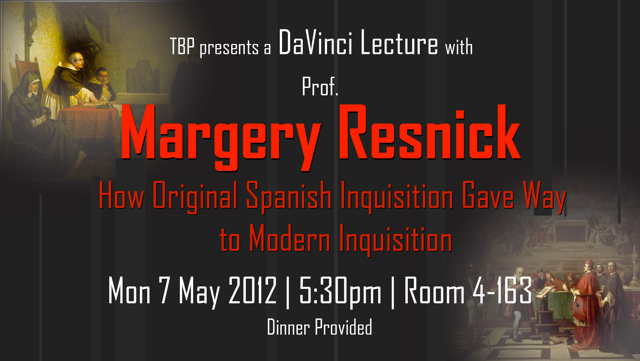 TBP presents a DaVinci Lecture with
Prof.
Margery Resnick
How Original Spanish Inquisition Gave Way
to Modern Inquisition
Mon 7 May 2012 | 5:30pm | Room 4-163
Dinner Provided